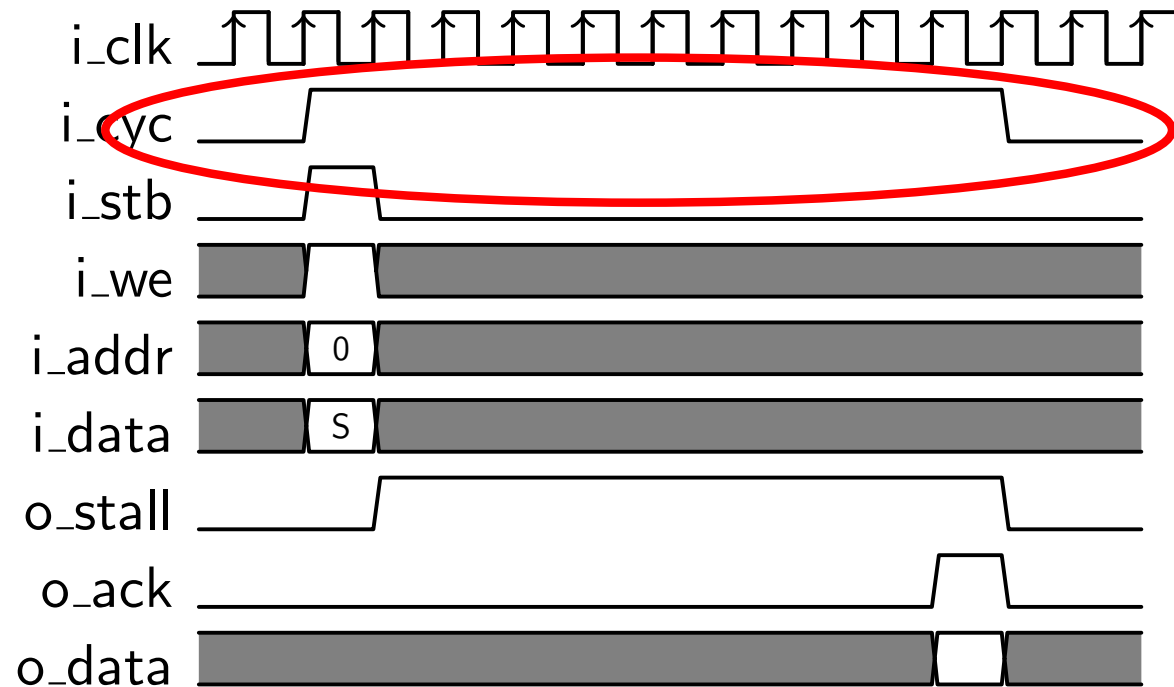 i_clk
i_cyc
i_stb
i_we
i_addr 0
i_data S
o_stall
o_ack
o_data